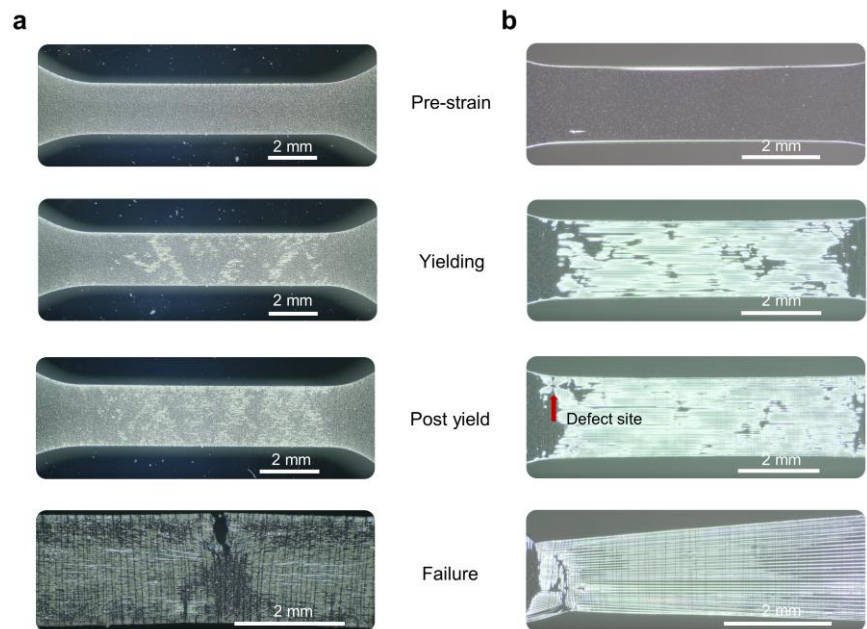 a
b
2 mm
Pre-strain
2 mm
2 mm
Yielding
2 mm
2 mm
Post yield
Defect site
2 mm
2 mm
Failure
2 mm